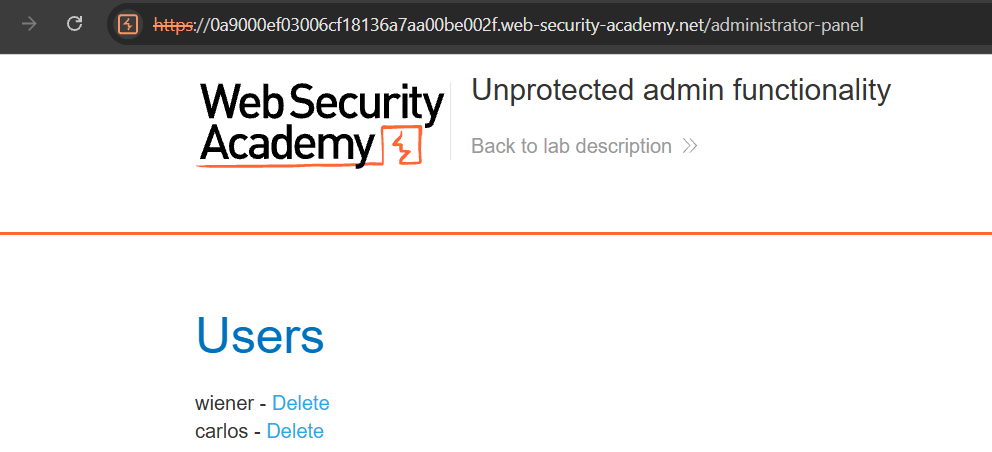 https://0a9000ef03006cf18136a7aa00be002f.web-security-academy.net/administrator-panel
Web Security
Academy
Unprotected admin functionality
Back to lab description
Users
wiener - Delete
carlos - Delete